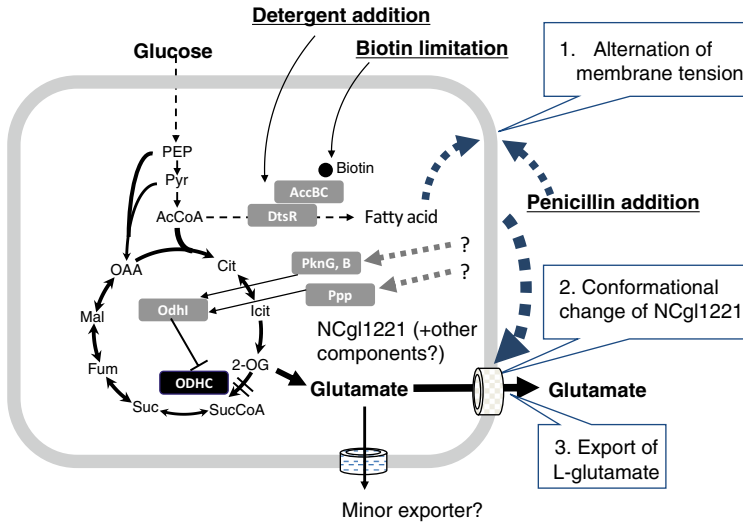 Detergent addition
Biotin limitation
Glucose
1. Alternation of
membrane tension
PEP
Pyr
AcCoA
Biotin
AccBC
DtsR
Fatty acid
Penicillin addition
OAA
Cit
PknG, B
?
Ppp
?
OdhI
Icit
Mal
2. Conformational
change of NCgl1221
NCgl1221 (+other
components?)
Fum
2-OG
ODHC
Glutamate
Glutamate
Suc
SucCoA
3. Export of
L-glutamate
Minor exporter?